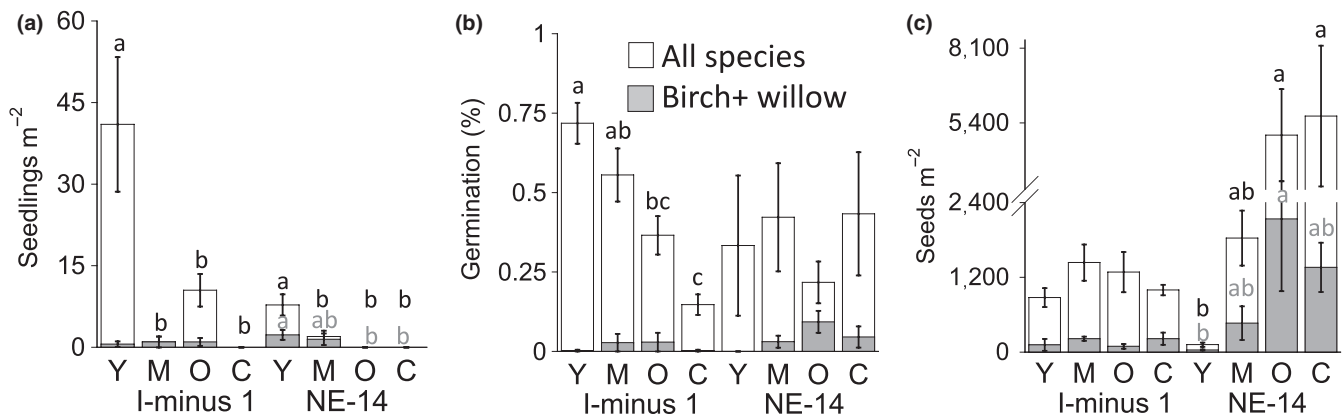 (a)
60
45
30
15
0
Seedlings m−2
a
b
b
b
a
b
b
b
a
ab
b
b
Y M O C Y M O C
I-minus 1 NE-14
(b)
1
0.75
0.5
0.25
0
Germination (%)
All species
Birch+ willow
a
ab
bc
c
Y M O C Y M O C
I-minus 1 NE-14
(c)
8,100
5,400
2,400
1,200
0
Seeds m−2
a
a
ab
b
a
ab
ab
b
Y M O C Y M O C
I-minus 1 NE-14